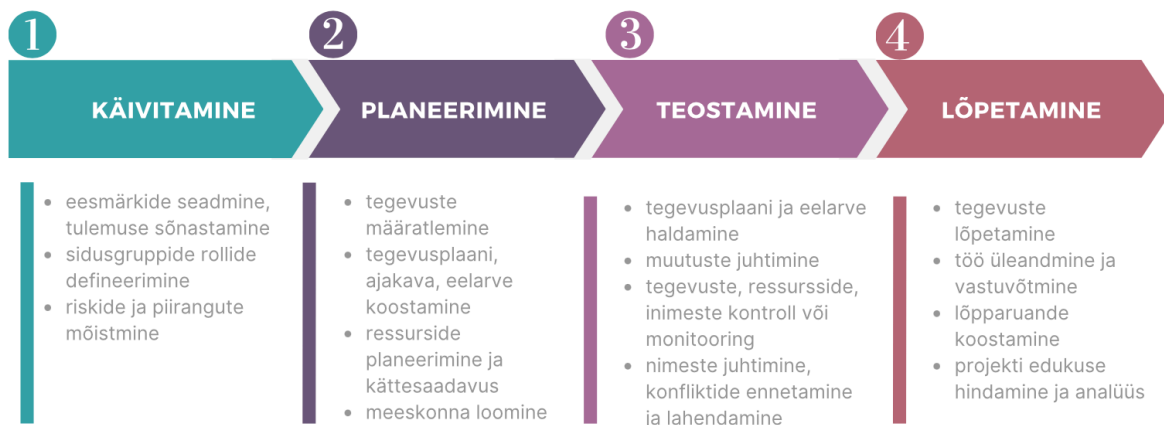 1
KÄIVITAMINE
• eesmärkide seadmine,
tulemuse sõnastamine
• sidusgruppide rollide
defineerimine
• riskide ja piirangute
mõistmine
2
PLANEERIMINE
• tegevuste
määratlemine
• tegevusplaani,
ajakava, eelarve
koostamine
• ressurside
planeerimine ja
kättesaadavus
• meeskonna loomine
3
TEOSTAMINE
• tegevusplaani ja eelarve
haldamine
• muutuste juhtimine
• tegevuste, ressursside,
inimeste kontroll või
monitooring
• nimeste juhtimine,
konfliktide ennetamine
ja lahendamine
4
LÕPETAMINE
• tegevuste
lõpetamine
• töö üleandmine ja
vastuvõtmine
• lõpparuande
koostamine
• projekti edukuse
hindamine ja analüüs